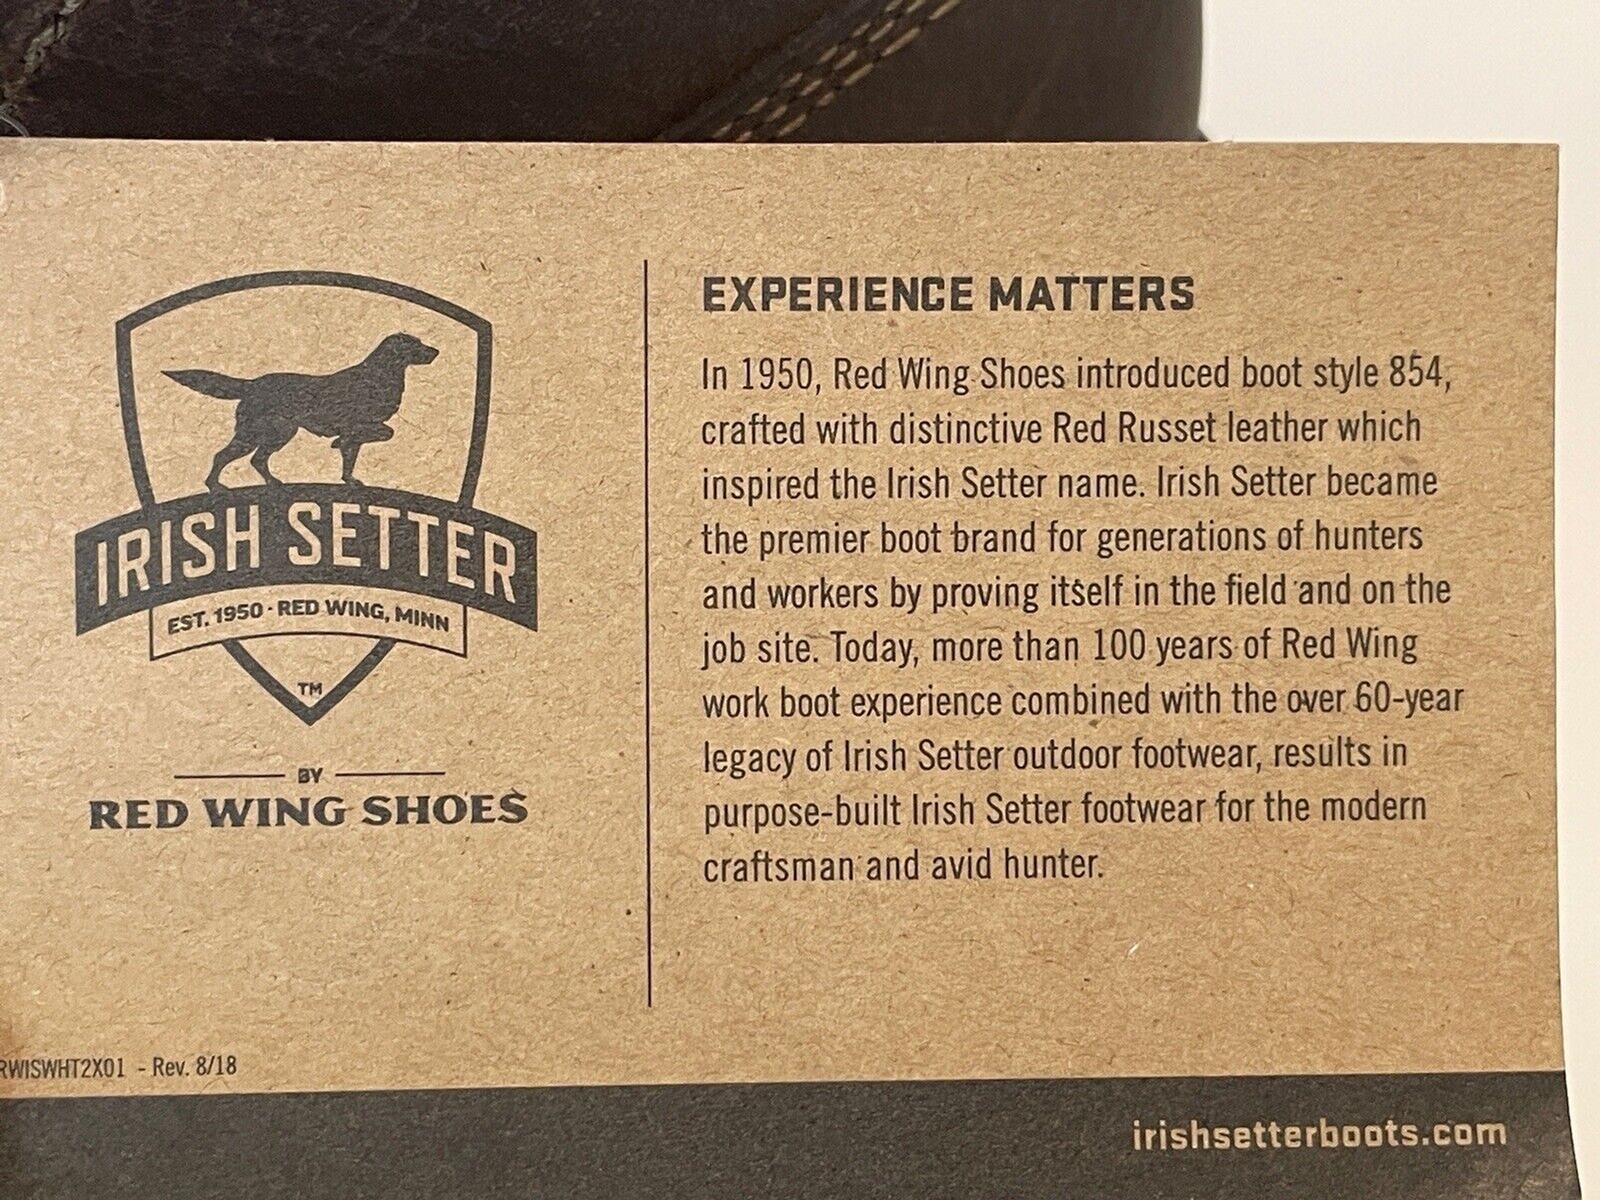 IRISH SETTER
EST. 1950 · RED WING, MINN
TM
BY
RED WING SHOES
EXPERIENCE MATTERS
In 1950, Red Wing Shoes introduced boot style 854,
crafted with distinctive Red Russet leather which
inspired the Irish Setter name. Irish Setter became
the premier boot brand for generations of hunters
and workers by proving itself in the field and on the
job site. Today, more than 100 years of Red Wing
work boot experience combined with the over 60-year
legacy of Irish Setter outdoor footwear, results in
purpose-built Irish Setter footwear for the modern
craftsman and avid hunter.
RWISWHT2X01 - Rev. 8/18
irishsetterboots.com